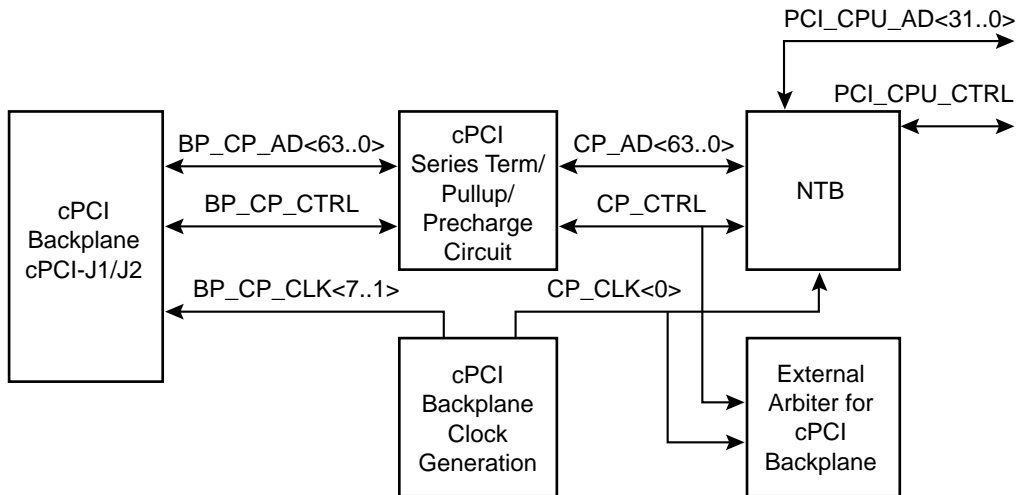 PCI_CPU_AD<31..0>
PCI_CPU_CTRL
BP_CP_AD<63..0>
cPCI
Series Term/
Pullup/
Precharge
Circuit
CP_AD<63..0>
NTB
cPCI
Backplane
cPCI-J1/J2
BP_CP_CTRL
CP_CTRL
BP_CP_CLK<7..1>
CP_CLK<0>
cPCI
Backplane
Clock
Generation
External
Arbiter for
cPCI
Backplane